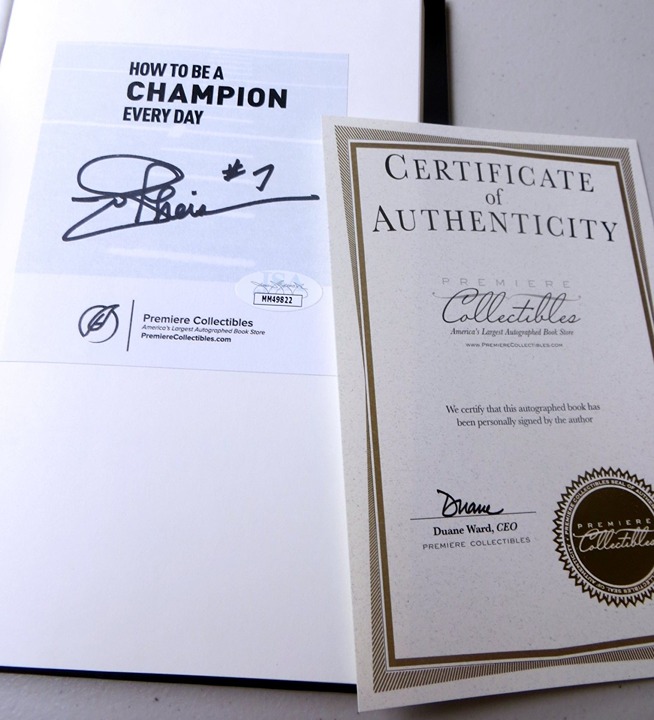 HOW TO BE A
CHAMPION
EVERY DAY
#7
JSA
MM49822
Premiere Collectibles
America's Largest Autographed Book Store
PremiereCollectibles.com
CERTIFICATE
of
AUTHENTICITY
PREMIERE
Collectibles
America's Largest Autographed Book Store
WWW.PREMIERECOLLECTIBLES.COM
We certify that this autographed book has
been personally signed by the author
Duane
Duane Ward, CEO
PREMIERE COLLECTIBLES
PREMIERE
Collectibles